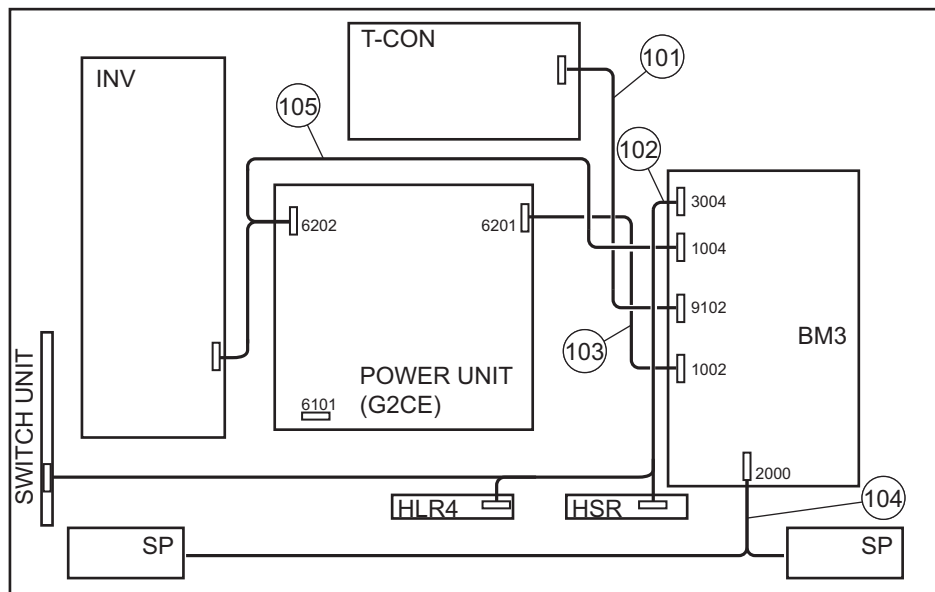 T-CON
101
INV
105
102
3004
6202
6201
1004
9102
BM3
103
1002
POWER UNIT
(G2CE)
6101
SWITCH UNIT
2000
HLR4
HSR
104
SP
SP